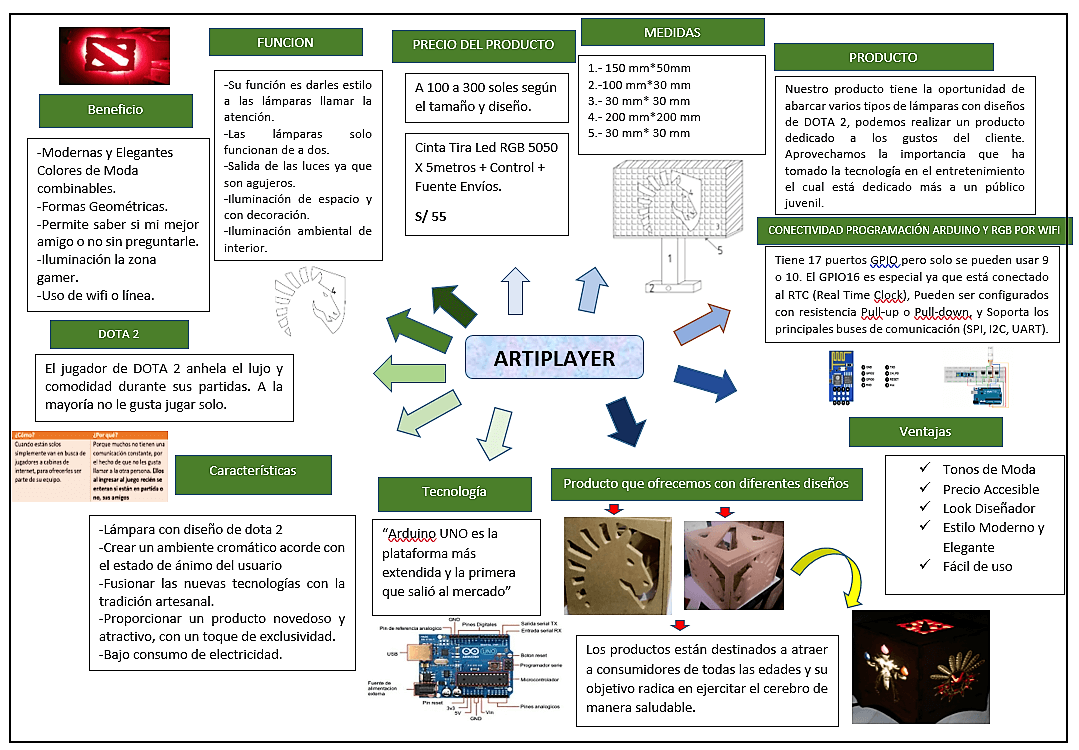 FUNCION
PRECIO DEL PRODUCTO
MEDIDAS
PRODUCTO
Beneficio
-Modernas y Elegantes
Colores de Moda
combinables.
-Formas Geométricas.
-Permite saber si mi mejor
amigo o no sin preguntarle.
-Iluminación la zona
gamer.
-Uso de wifi o línea.
-Su función es darles estilo
a las lámparas llamar la
atención.
-Las lámparas solo
funcionan de a dos.
-Salida de las luces ya que
son agujeros.
-Iluminación de espacio y
con decoración.
-Iluminación ambiental de
interior.
A 100 a 300 soles según
el tamaño y diseño.
Cinta Tira Led RGB 5050
X 5metros + Control +
Fuente Envíos.
S/ 55
1.- 150 mm*50mm
2.-100 mm*30 mm
3.- 30 mm* 30 mm
4.- 200 mm*200 mm
5.- 30 mm* 30 mm
Nuestro producto tiene la oportunidad de
abarcar varios tipos de lámparas con diseños
de DOTA 2, podemos realizar un producto
dedicado a los gustos del cliente.
Aprovechamos la importancia que ha
tomado la tecnología en el entretenimiento
el cual está dedicado más a un público
juvenil.
3
4
5
1
2
4
CONECTIVIDAD PROGRAMACIÓN ARDUINO Y RGB POR WIFI
Tiene 17 puertos GPIO pero solo se pueden usar 9
o 10. El GPIO16 es especial ya que está conectado
al RTC (Real Time Clock), Pueden ser configurados
con resistencia Pull-up o Pull-down, y Soporta los
principales buses de comunicación (SPI, I2C, UART).
DOTA 2
El jugador de DOTA 2 anhela el lujo y
comodidad durante sus partidas. A la
mayoría no le gusta jugar solo.
ARTIPLAYER
¿Cómo? ¿Por qué?
Cuando están solos
simplemente van en busca de
jugadores a cabinas de
internet, para ofrecerles ser
parte de su equipo.
Porque muchos no tienen una
comunicación constante, por
el hecho de que no les gusta
llamar a la otra persona. Ellos
al ingresar al juego recién se
enteran si están en partida o
no, sus amigos
Características
-Lámpara con diseño de dota 2
-Crear un ambiente cromático acorde con
el estado de ánimo del usuario
-Fusionar las nuevas tecnologías con la
tradición artesanal.
-Proporcionar un producto novedoso y
atractivo, con un toque de exclusividad.
-Bajo consumo de electricidad.
Tecnología
“Arduino UNO es la
plataforma más
extendida y la primera
que salió al mercado”
GND
Pin de referencia analogico
Pines Digitales
Salida serial TX
Entrada serial RX
USB
Boton reset
Programador serie
Microcontrolador
Fuente de
alimentación
externa
Pin reset
3v3
5V
GND
Vin
Pines analogicos
UNO
Producto que ofrecemos con diferentes diseños
Los productos están destinados a atraer
a consumidores de todas las edades y su
objetivo radica en ejercitar el cerebro de
manera saludable.
Ventajas
✓ Tonos de Moda
✓ Precio Accesible
✓ Look Diseñador
✓ Estilo Moderno y
Elegante
✓ Fácil de uso